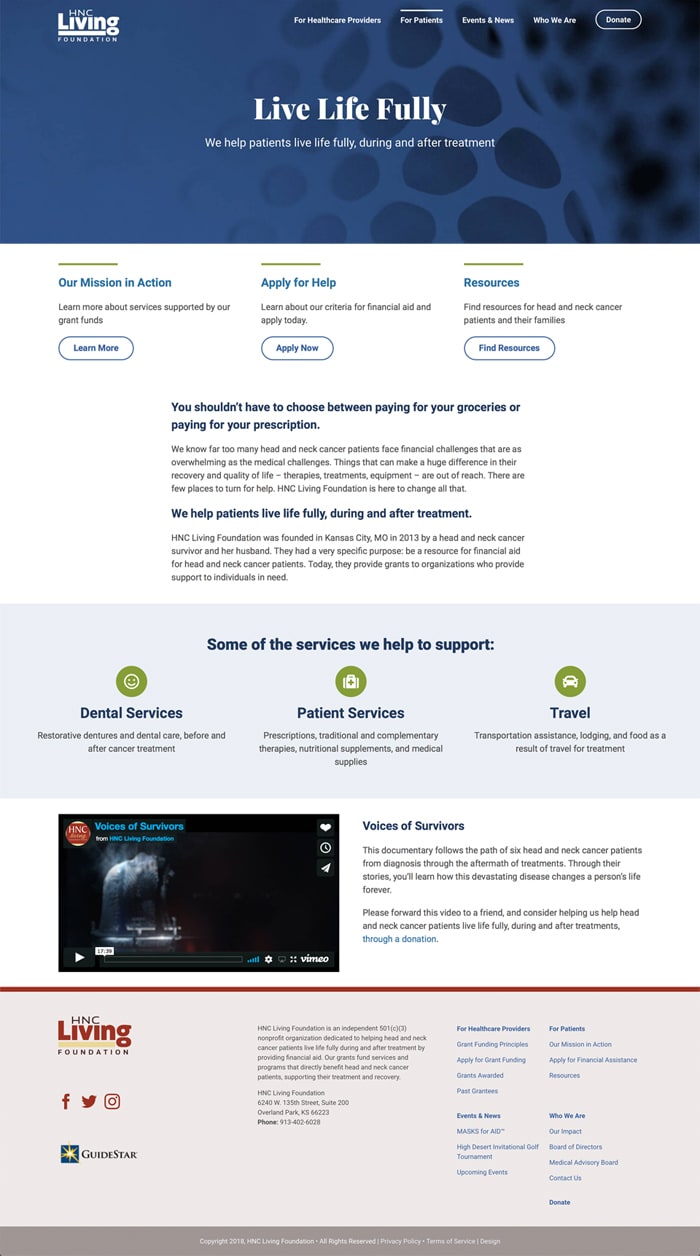 HNC
Living
FOUNDATION
For Healthcare Providers
For Patients
Events & News
Who We Are
Donate
Live Life Fully
We help patients live life fully, during and after treatment
Our Mission in Action
Learn more about services supported by our
grant funds
Learn More
Apply for Help
Learn about our criteria for financial aid and
apply today.
Apply Now
Resources
Find resources for head and neck cancer
patients and their families
Find Resources
You shouldn't have to choose between paying for your groceries or
paying for your prescription.
We know far too many head and neck cancer patients face financial challenges that are as
overwhelming as the medical challenges. Things that can make a huge difference in their
recovery and quality of life – therapies, treatments, equipment – are out of reach. There are
few places to turn for help. HNC Living Foundation is here to change all that.
We help patients live life fully, during and after treatment.
HNC Living Foundation was founded in Kansas City, MO in 2013 by a head and neck cancer
survivor and her husband. They had a very specific purpose: be a resource for financial aid
for head and neck cancer patients. Today, they provide grants to organizations who provide
support to individuals in need.
Some of the services we help to support:
Dental Services
Restorative dentures and dental care, before and
after cancer treatment
Patient Services
Prescriptions, traditional and complementary
therapies, nutritional supplements, and medical
supplies
Travel
Transportation assistance, lodging, and food as a
result of travel for treatment
HNC
living
Voices of Survivors
from HNC Living Foundation
17:39
vimeo
Voices of Survivors
This documentary follows the path of six head and neck cancer patients
from diagnosis through the aftermath of treatments. Through their
stories, you'll learn how this devastating disease changes a person's life
forever.
Please forward this video to a friend, and consider helping us help head
and neck cancer patients live life fully, during and after treatments,
through a donation.
HNC
Living
FOUNDATION
GUIDESTAR
HNC Living Foundation is an independent 501(c)(3)
nonprofit organization dedicated to helping head and neck
cancer patients live life fully during and after treatment by
providing financial aid. Our grants fund services and
programs that directly benefit head and neck cancer
patients, supporting their treatment and recovery.
HNC Living Foundation
6240 W. 135th Street, Suite 200
Overland Park, KS 66223
Phone: 913-402-6028
For Healthcare Providers
Grant Funding Principles
Apply for Grant Funding
Grants Awarded
Past Grantees
For Patients
Our Mission in Action
Apply for Financial Assistance
Resources
Events & News
MASKS for AID™
High Desert Invitational Golf
Tournament
Upcoming Events
Who We Are
Our Impact
Board of Directors
Medical Advisory Board
Contact Us
Donate
Copyright 2018, HNC Living Foundation • All Rights Reserved | Privacy Policy • Terms of Service | Design